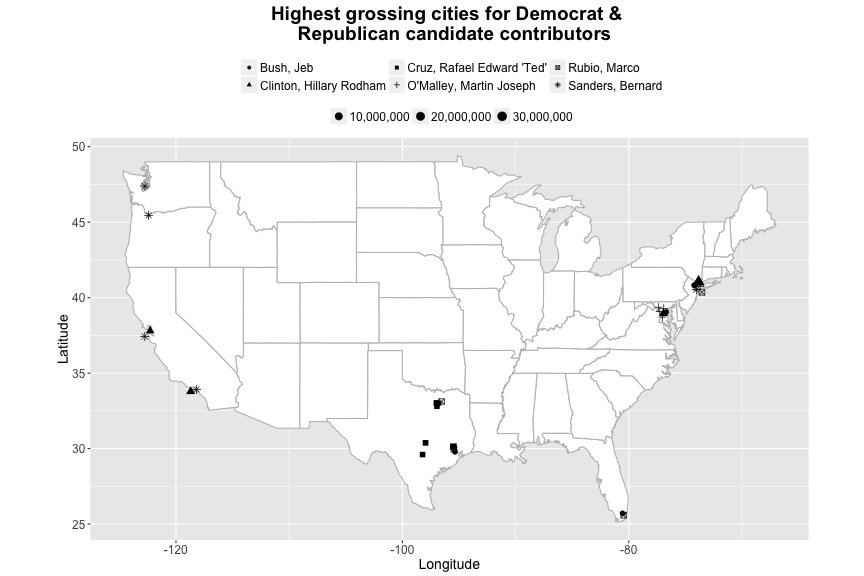 Highest grossing cities for Democrat &
Republican candidate contributors
Bush, Jeb
Cruz, Rafael Edward 'Ted'
Rubio, Marco
Clinton, Hillary Rodham
O'Malley, Martin Joseph
Sanders, Bernard
10,000,000
20,000,000
30,000,000
50
45
40
35
30
25
Latitude
-120
-100
-80
Longitude